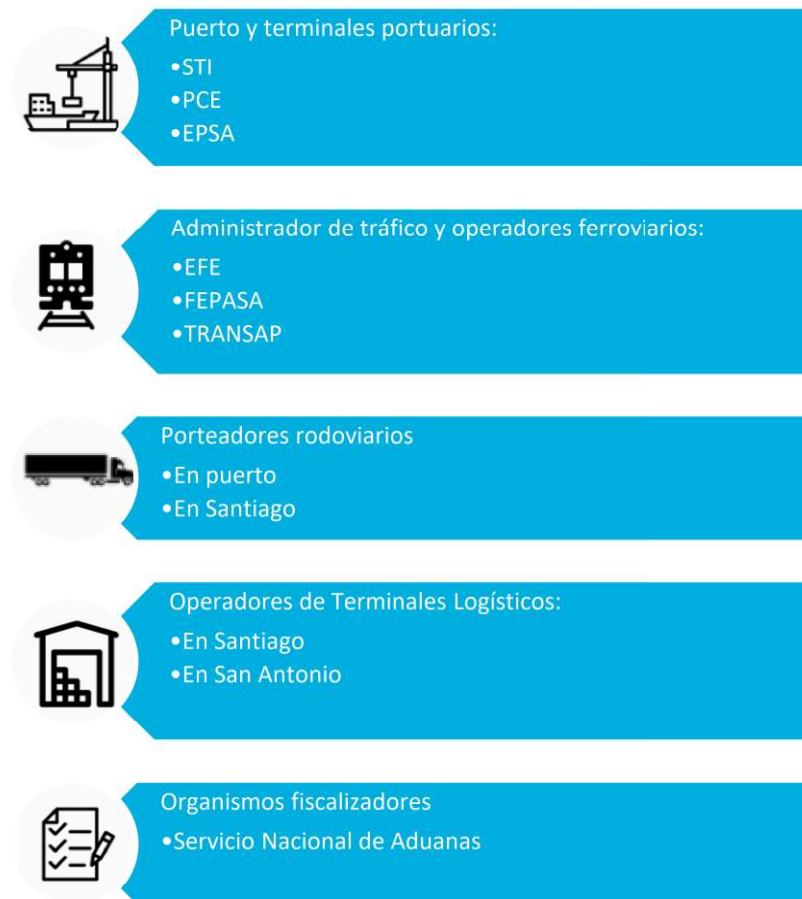 Puerto y terminales portuarios:
•STI
•PCE
•EPSA
Administrador de tráfico y operadores ferroviarios:
•EFE
•FEPASA
•TRANSAP
Porteadores rodoviarios
•En puerto
•En Santiago
Operadores de Terminales Logísticos:
•En Santiago
•En San Antonio
Organismos fiscalizadores
•Servicio Nacional de Aduanas